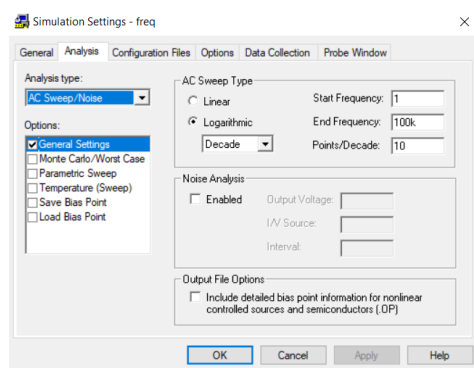 Simulation Settings - freq
General Analysis Configuration Files Options Data Collection Probe Window
Analysis type:
AC Sweep/Noise
Options:
General Settings
Monte Carlo/Worst Case
Parametric Sweep
Temperature (Sweep)
Save Bias Point
Load Bias Point
AC Sweep Type
Linear
Logarithmic
Decade
Start Frequency: 1
End Frequency: 100k
Points/Decade: 10
Noise Analysis
Enabled
Output Voltage:
I/V Source:
Interval:
Output File Options
Include detailed bias point information for nonlinear
controlled sources and semiconductors (.OP)
OK Cancel Apply Help